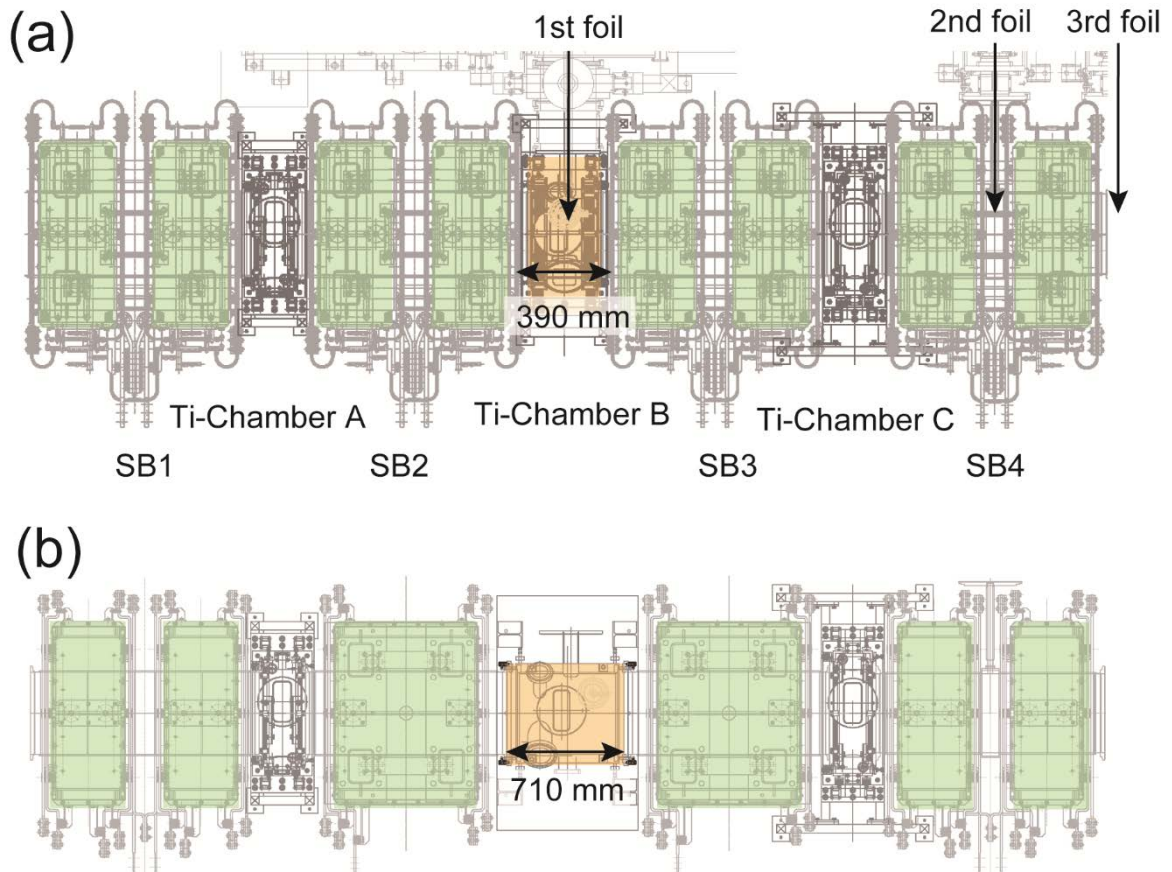 (a)
1st foil
2nd foil
3rd foil
390 mm
Ti-Chamber A
Ti-Chamber B
Ti-Chamber C
SB1
SB2
SB3
SB4
(b)
710 mm